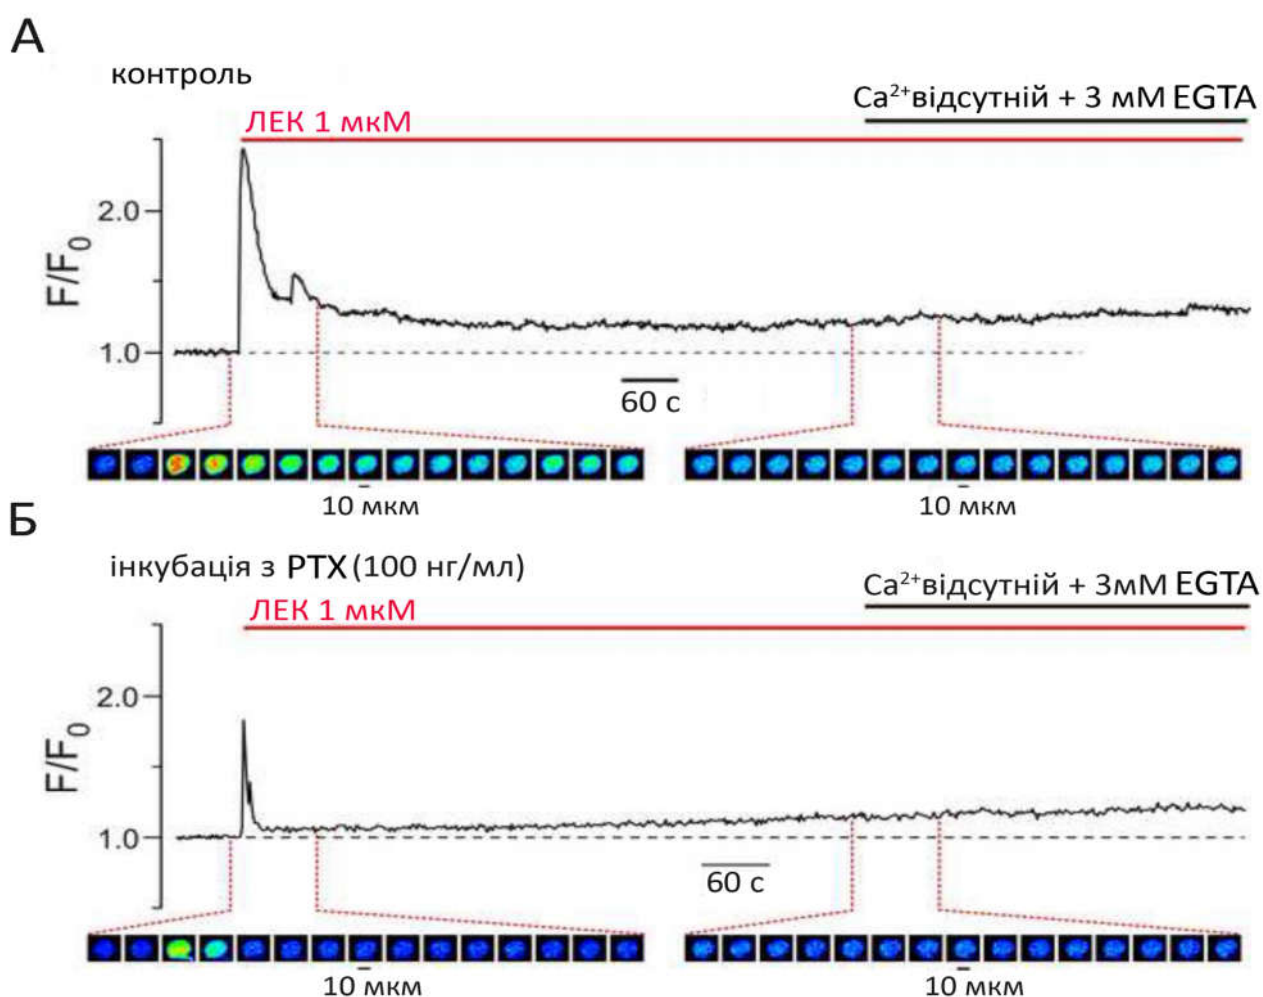 А
контроль
Ca²⁺відсутній + 3 мМ EGTA
ЛЕК 1 мкМ
2.0
F/F₀
1.0
60 с
10 мкм
10 мкм
Б
інкубація з PTX (100 нг/мл)
Ca²⁺відсутній + 3мМ EGTA
ЛЕК 1 мкМ
2.0
F/F₀
1.0
60 с
10 мкм
10 мкм